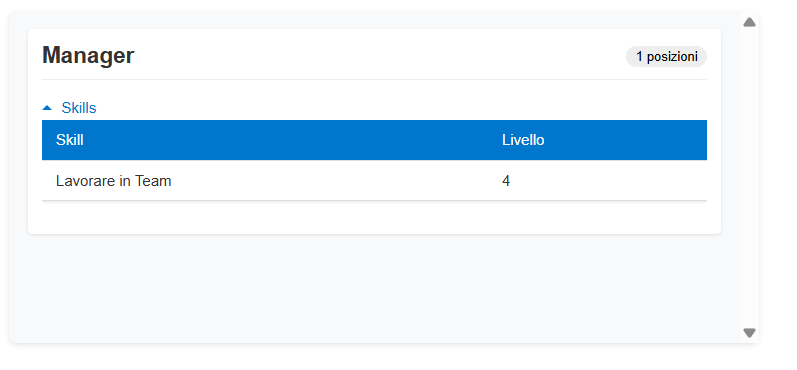 Manager
1 posizioni
Skills
Skill Livello
Lavorare in Team 4